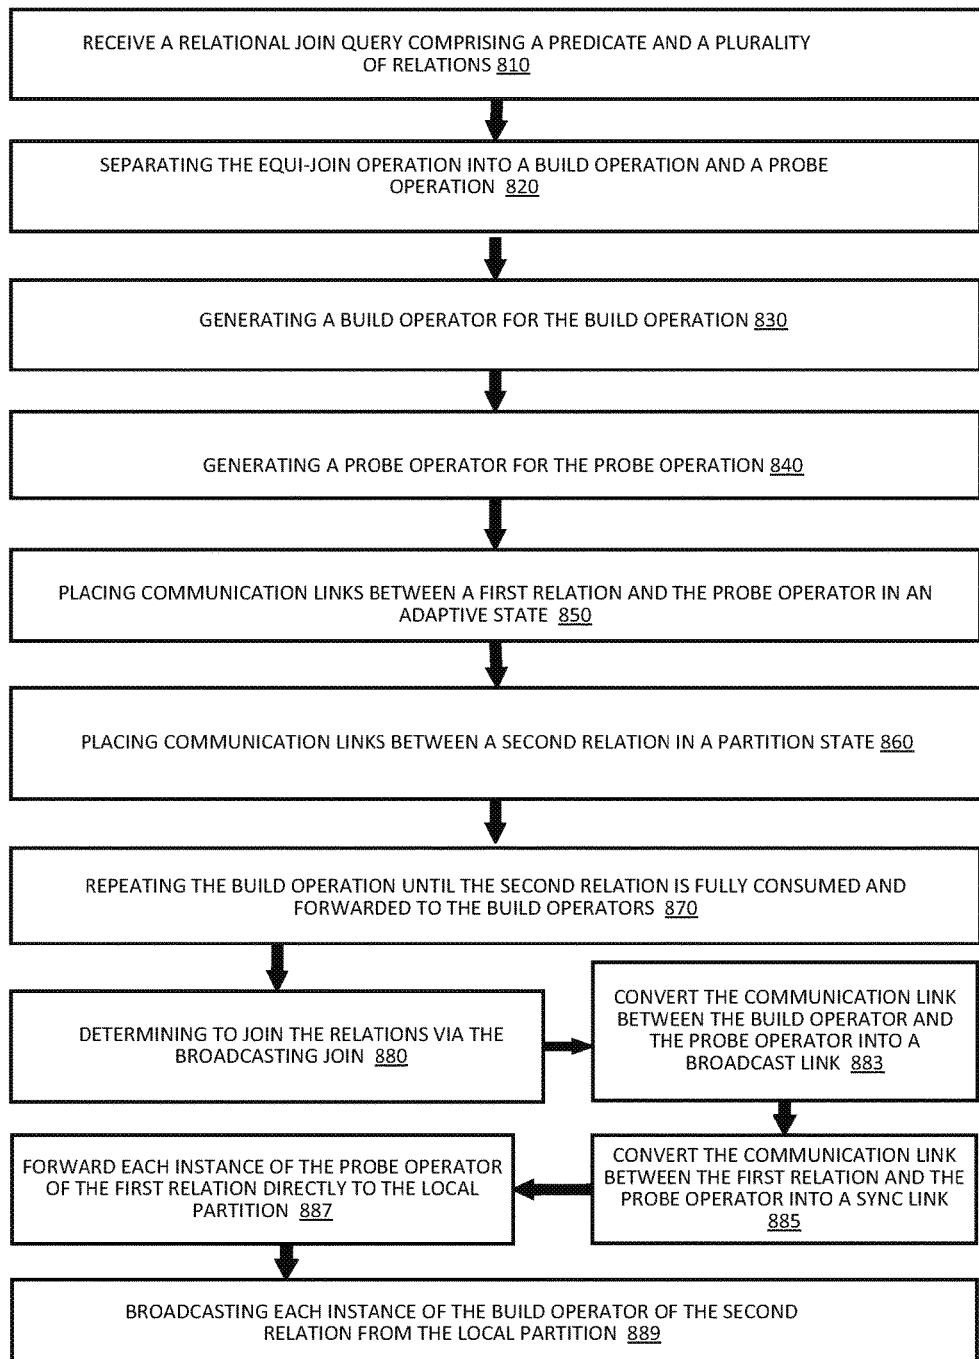 RECEIVE A RELATIONAL JOIN QUERY COMPRISING A PREDICATE AND A PLURALITY
OF RELATIONS 810
SEPARATING THE EQUI-JOIN OPERATION INTO A BUILD OPERATION AND A PROBE
OPERATION 820
GENERATING A BUILD OPERATOR FOR THE BUILD OPERATION 830
GENERATING A PROBE OPERATOR FOR THE PROBE OPERATION 840
PLACING COMMUNICATION LINKS BETWEEN A FIRST RELATION AND THE PROBE OPERATOR IN AN
ADAPTIVE STATE 850
PLACING COMMUNICATION LINKS BETWEEN A SECOND RELATION IN A PARTITION STATE 860
REPEATING THE BUILD OPERATION UNTIL THE SECOND RELATION IS FULLY CONSUMED AND
FORWARDED TO THE BUILD OPERATORS 870
DETERMINING TO JOIN THE RELATIONS VIA THE
BROADCASTING JOIN 880
CONVERT THE COMMUNICATION LINK
BETWEEN THE BUILD OPERATOR AND
THE PROBE OPERATOR INTO A
BROADCAST LINK 883
CONVERT THE COMMUNICATION LINK
BETWEEN THE FIRST RELATION AND THE
PROBE OPERATOR INTO A SYNC LINK
885
FORWARD EACH INSTANCE OF THE PROBE OPERATOR
OF THE FIRST RELATION DIRECTLY TO THE LOCAL
PARTITION 887
BROADCASTING EACH INSTANCE OF THE BUILD OPERATOR OF THE SECOND
RELATION FROM THE LOCAL PARTITION 889